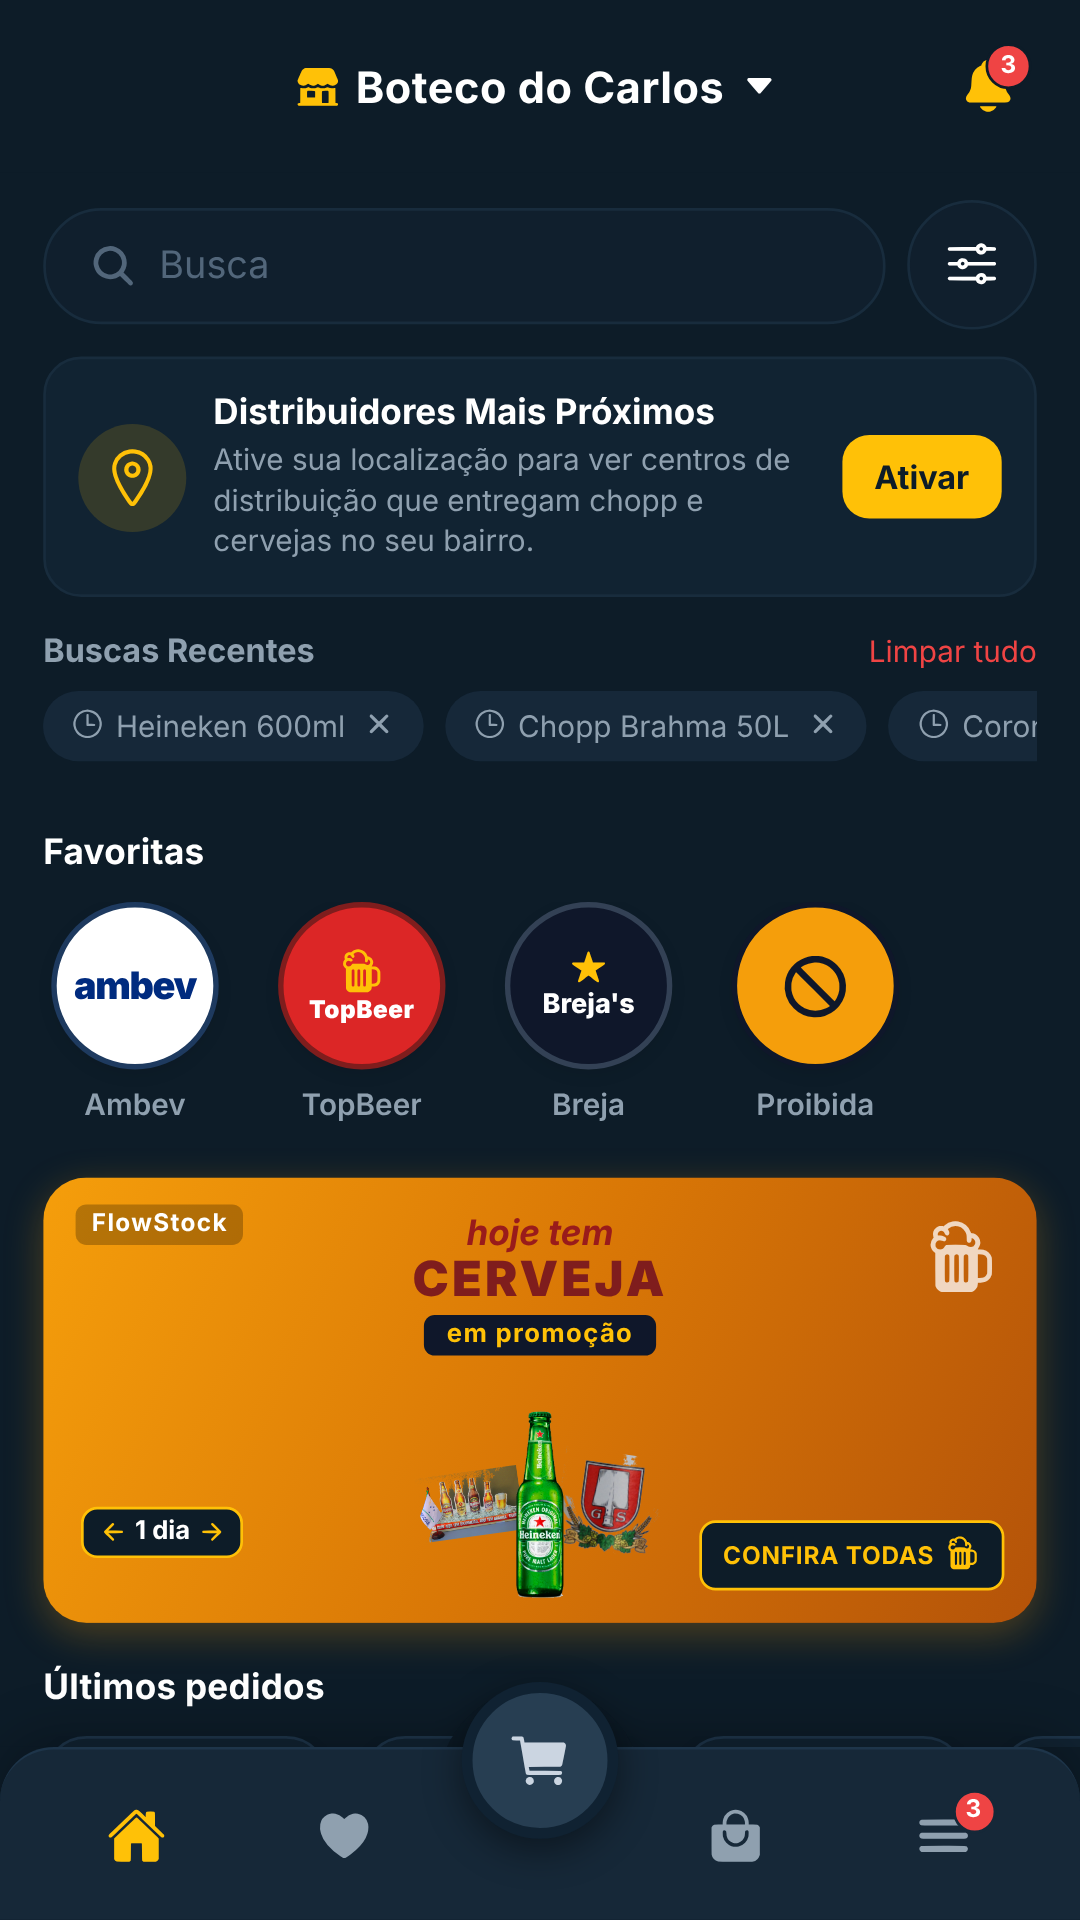 Boteco do Carlos
3
Busca
Distribuidores Mais Próximos
Ative sua localização para ver centros de
distribuição que entregam chopp e
cervejas no seu bairro.
Ativar
Buscas Recentes
Limpar tudo
Heineken 600ml
Chopp Brahma 50L
Coror
Favoritas
ambev
TopBeer
Breja's
Ambev
TopBeer
Breja
Proibida
FlowStock
hoje tem
CERVEJA
em promoção
Heineken
G S
← 1 dia →
CONFIRA TODAS
Últimos pedidos
3